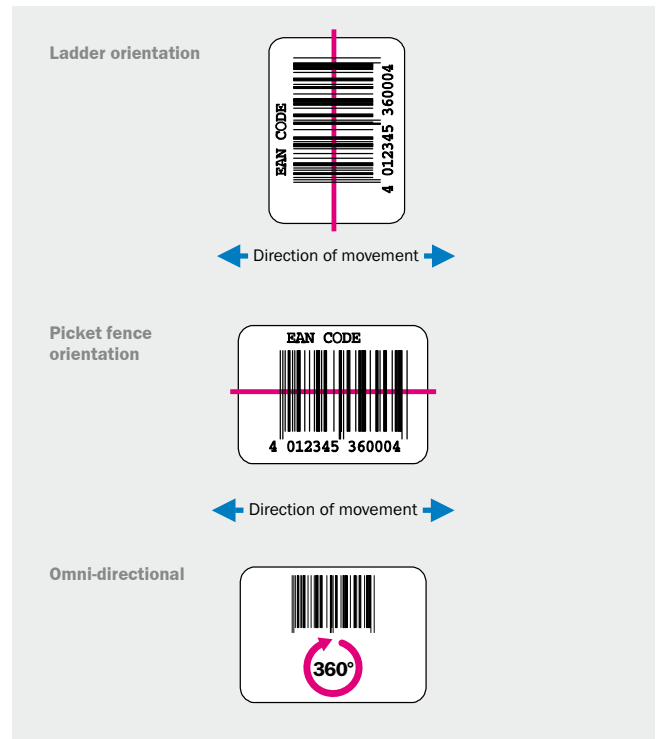 Ladder orientation
EAN CODE
4 012345 360004
Direction of movement
Picket fence
orientation
EAN CODE
4 012345 360004
Direction of movement
Omni-directional
360°